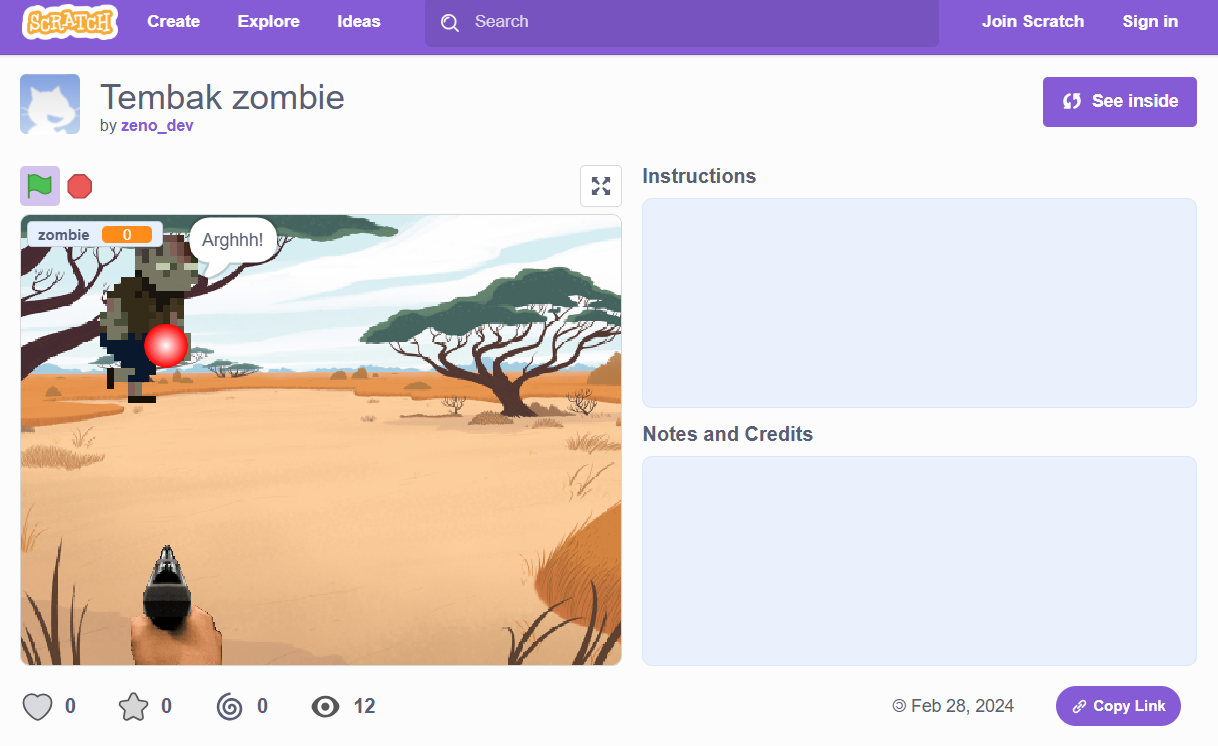 SCRATCH Create Explore Ideas Search Join Scratch Sign in
Tembak zombie
by zeno_dev
See inside
Instructions
zombie 0
Arghhh!
Notes and Credits
0 0 0 12
Feb 28, 2024
Copy Link